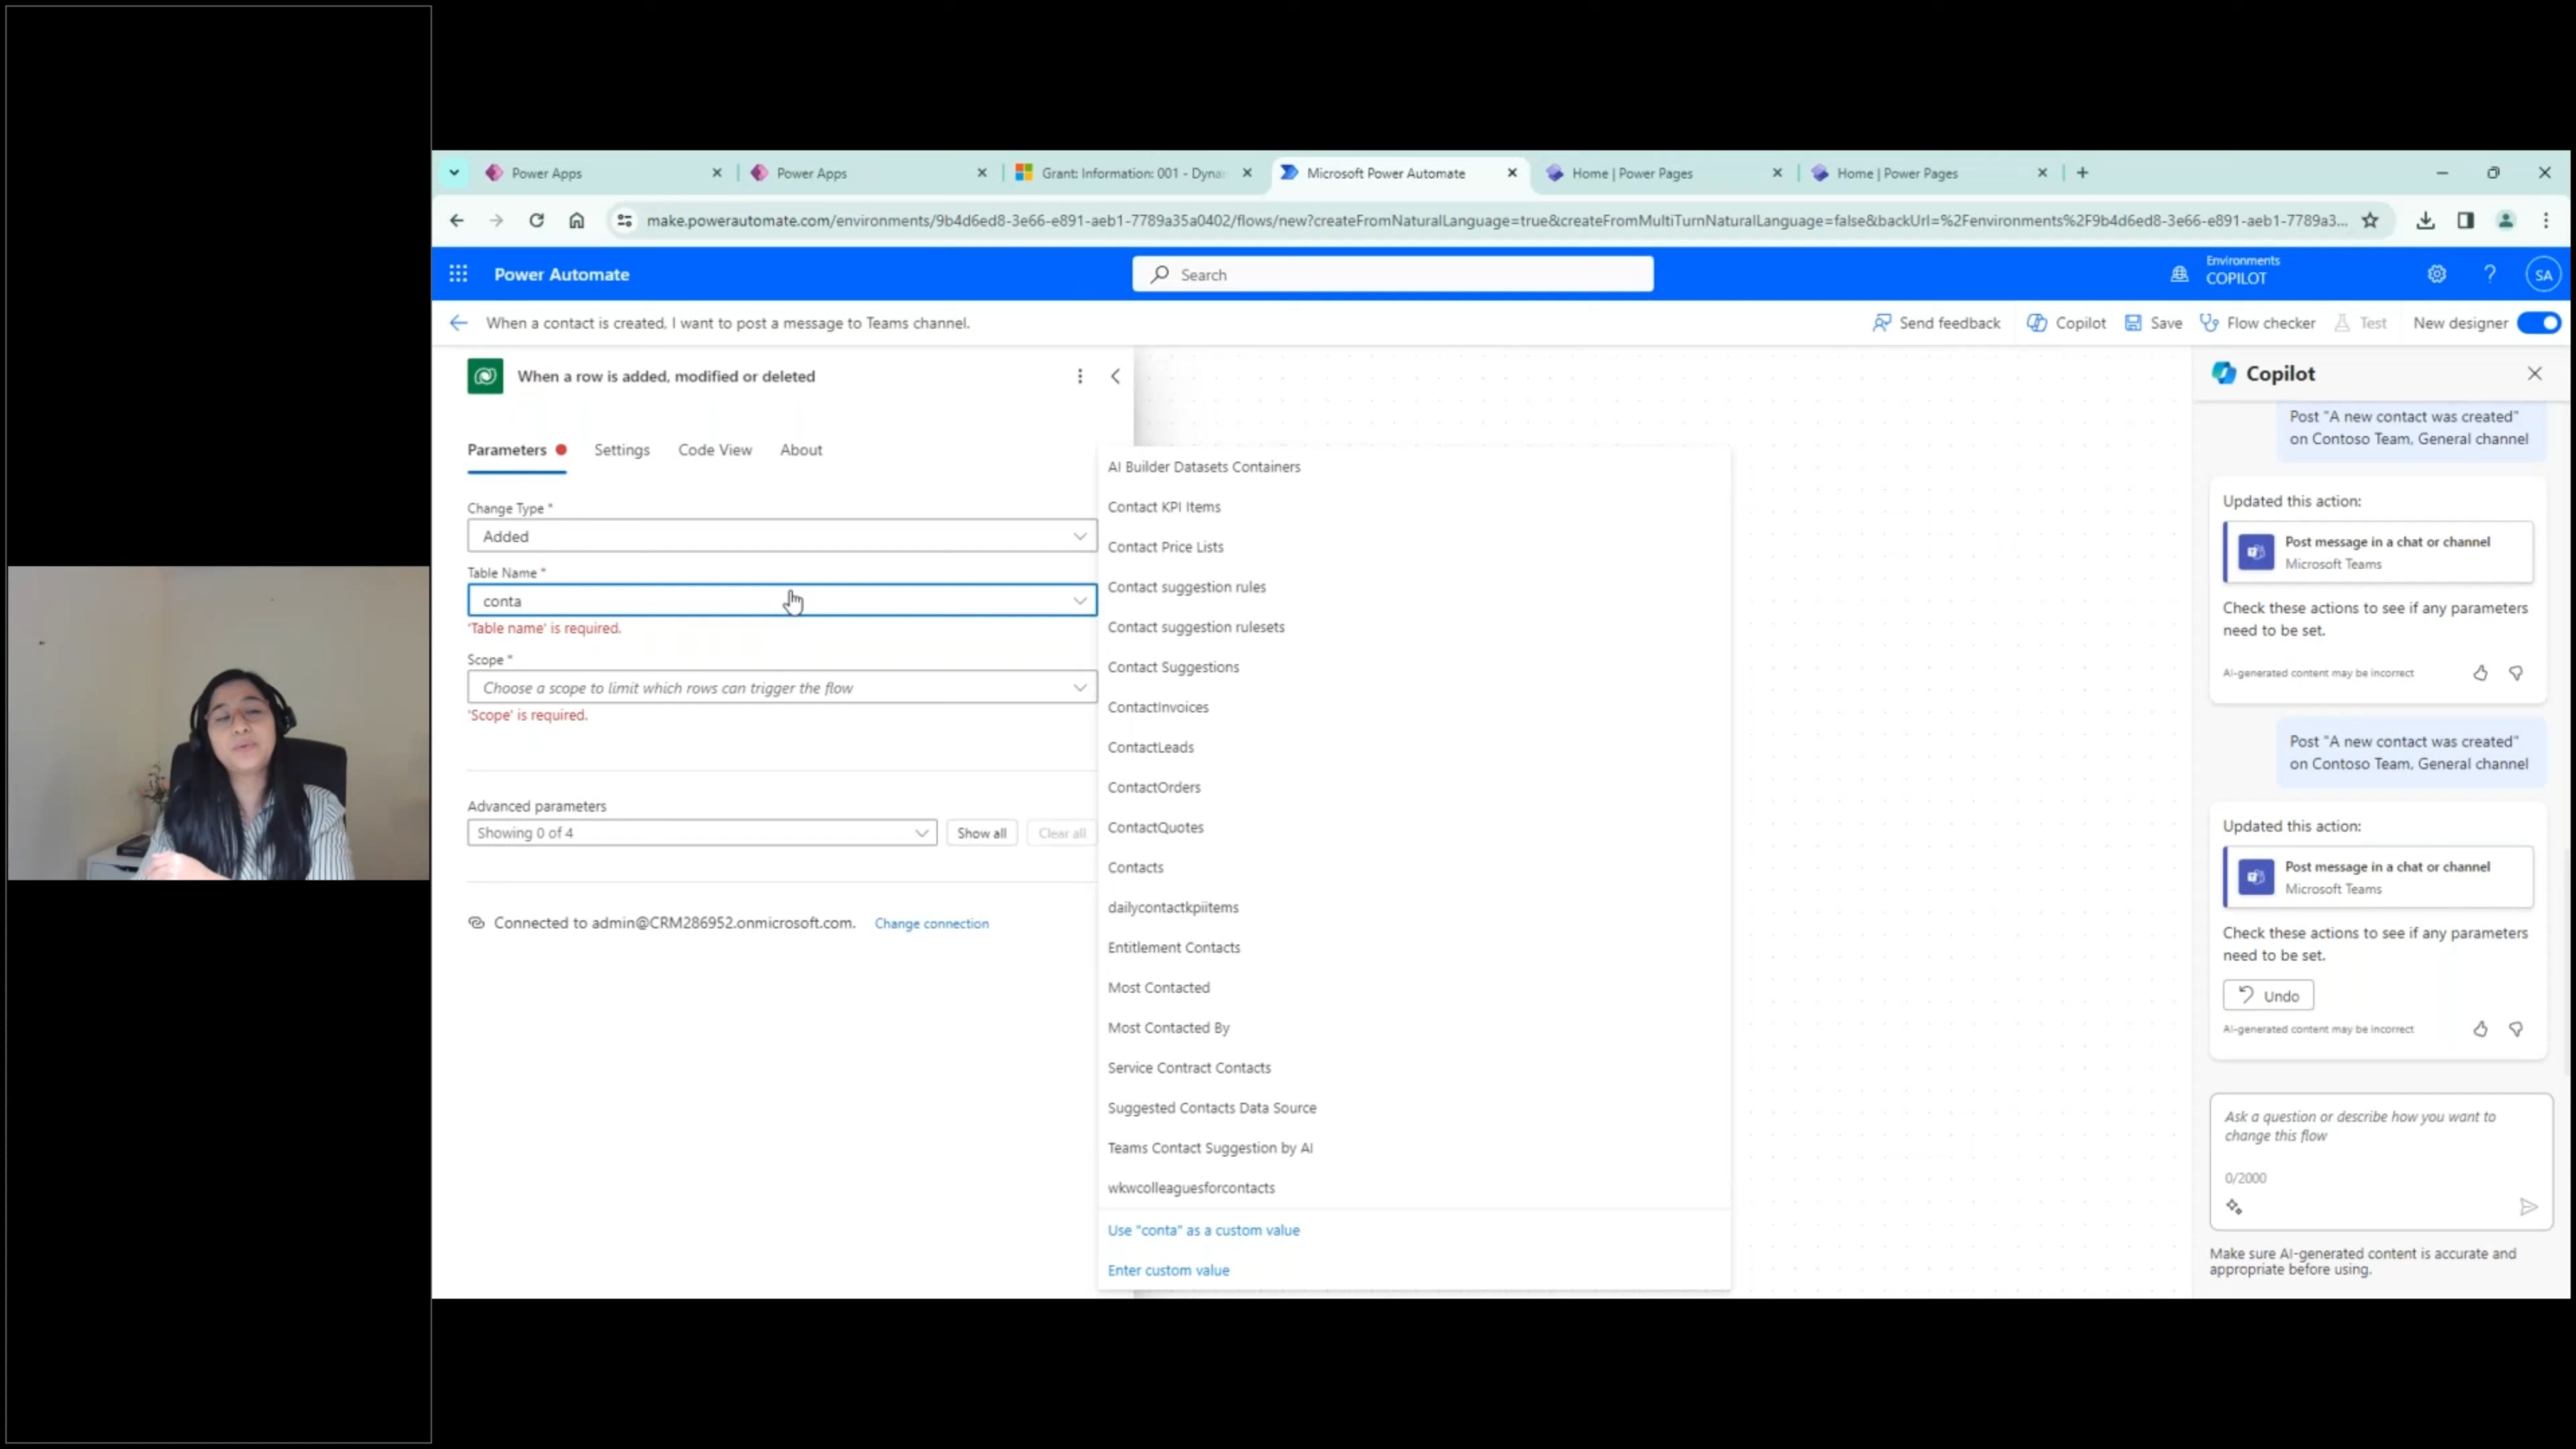 Power Apps
Power Apps
Grant: Information: 001 - Dyna
Microsoft Power Automate
Home | Power Pages
Home | Power Pages
make.powerautomate.com/environments/9b4d6ed8-3e66-e891-aeb1-7789a35a0402/flows/new?createFromNaturalLanguage=true&createFromMultiTurnNaturalLanguage=false&backUrl=%2Fenvironments%2F9b4d6ed8-3e66-e891-aeb1-7789a3...
Power Automate
Search
Environments
COPILOT
SA
When a contact is created, I want to post a message to Teams channel.
Send feedback
Copilot
Save
Flow checker
Test
New designer
When a row is added, modified or deleted
Parameters
Settings
Code View
About
Change Type *
Added
Table Name *
conta
'Table name' is required.
Scope *
Choose a scope to limit which rows can trigger the flow
'Scope' is required.
Advanced parameters
Showing 0 of 4
Show all
Clear all
Connected to admin@CRM286952.onmicrosoft.com.
Change connection
AI Builder Datasets Containers
Contact KPI Items
Contact Price Lists
Contact suggestion rules
Contact suggestion rulesets
Contact Suggestions
ContactInvoices
ContactLeads
ContactOrders
ContactQuotes
Contacts
dailycontactkpiitems
Entitlement Contacts
Most Contacted
Most Contacted By
Service Contract Contacts
Suggested Contacts Data Source
Teams Contact Suggestion by AI
wkwcolleaguesforcontacts
Use "conta" as a custom value
Enter custom value
Copilot
Post "A new contact was created"
on Contoso Team, General channel
Updated this action:
Post message in a chat or channel
Microsoft Teams
Check these actions to see if any parameters
need to be set.
AI-generated content may be incorrect
Post "A new contact was created"
on Contoso Team, General channel
Updated this action:
Post message in a chat or channel
Microsoft Teams
Check these actions to see if any parameters
need to be set.
Undo
AI-generated content may be incorrect
Ask a question or describe how you want to
change this flow
0/2000
Make sure AI-generated content is accurate and
appropriate before using.